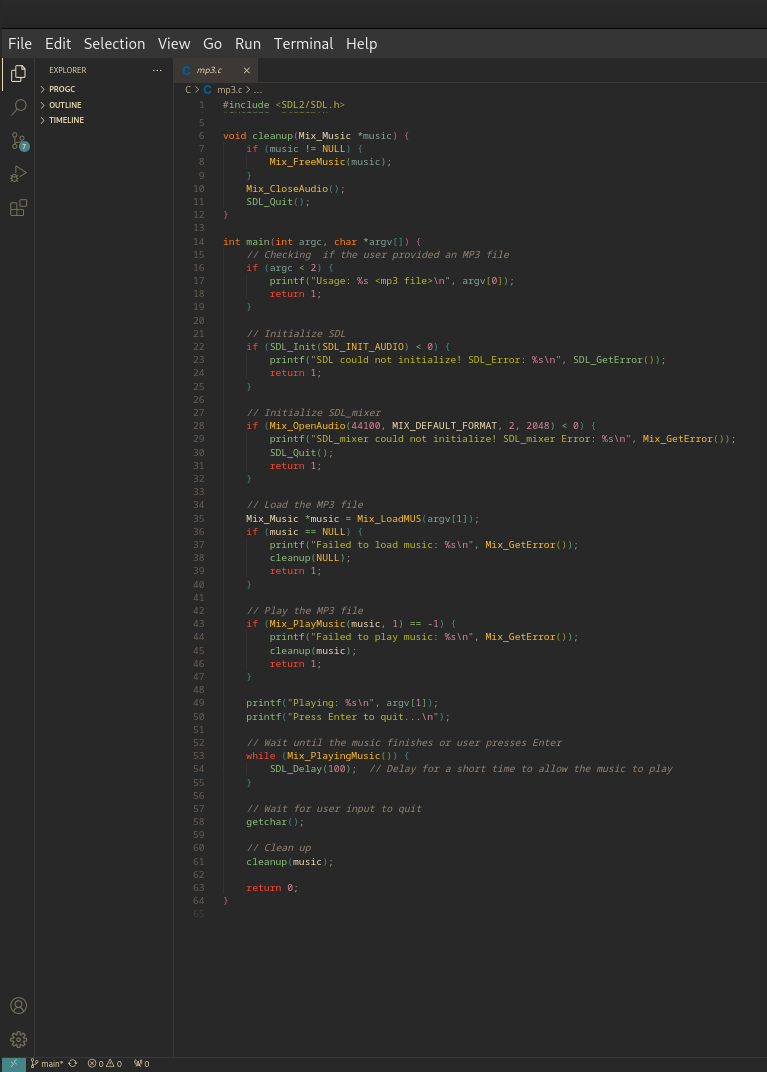 File Edit Selection View Go Run Terminal Help
EXPLORER ...
mp3.c ×
PROGC
OUTLINE
TIMELINE
7
C > C mp3.c > ...
1 #include <SDL2/SDL.h>
5
6 void cleanup(Mix_Music *music) {
7 if (music != NULL) {
8 Mix_FreeMusic(music);
9 }
10 Mix_CloseAudio();
11 SDL_Quit();
12 }
13
14 int main(int argc, char *argv[]) {
15 // Checking  if the user provided an MP3 file
16 if (argc < 2) {
17 printf("Usage: %s <mp3 file>\n", argv[0]);
18 return 1;
19 }
20
21 // Initialize SDL
22 if (SDL_Init(SDL_INIT_AUDIO) < 0) {
23 printf("SDL could not initialize! SDL_Error: %s\n", SDL_GetError());
24 return 1;
25 }
26
27 // Initialize SDL_mixer
28 if (Mix_OpenAudio(44100, MIX_DEFAULT_FORMAT, 2, 2048) < 0) {
29 printf("SDL_mixer could not initialize! SDL_mixer Error: %s\n", Mix_GetError());
30 SDL_Quit();
31 return 1;
32 }
33
34 // Load the MP3 file
35 Mix_Music *music = Mix_LoadMUS(argv[1]);
36 if (music == NULL) {
37 printf("Failed to load music: %s\n", Mix_GetError());
38 cleanup(NULL);
39 return 1;
40 }
41
42 // Play the MP3 file
43 if (Mix_PlayMusic(music, 1) == -1) {
44 printf("Failed to play music: %s\n", Mix_GetError());
45 cleanup(music);
46 return 1;
47 }
48
49 printf("Playing: %s\n", argv[1]);
50 printf("Press Enter to quit...\n");
51
52 // Wait until the music finishes or user presses Enter
53 while (Mix_PlayingMusic()) {
54 SDL_Delay(100);  // Delay for a short time to allow the music to play
55 }
56
57 // Wait for user input to quit
58 getchar();
59
60 // Clean up
61 cleanup(music);
62
63 return 0;
64 }
65
main* 0 0 0